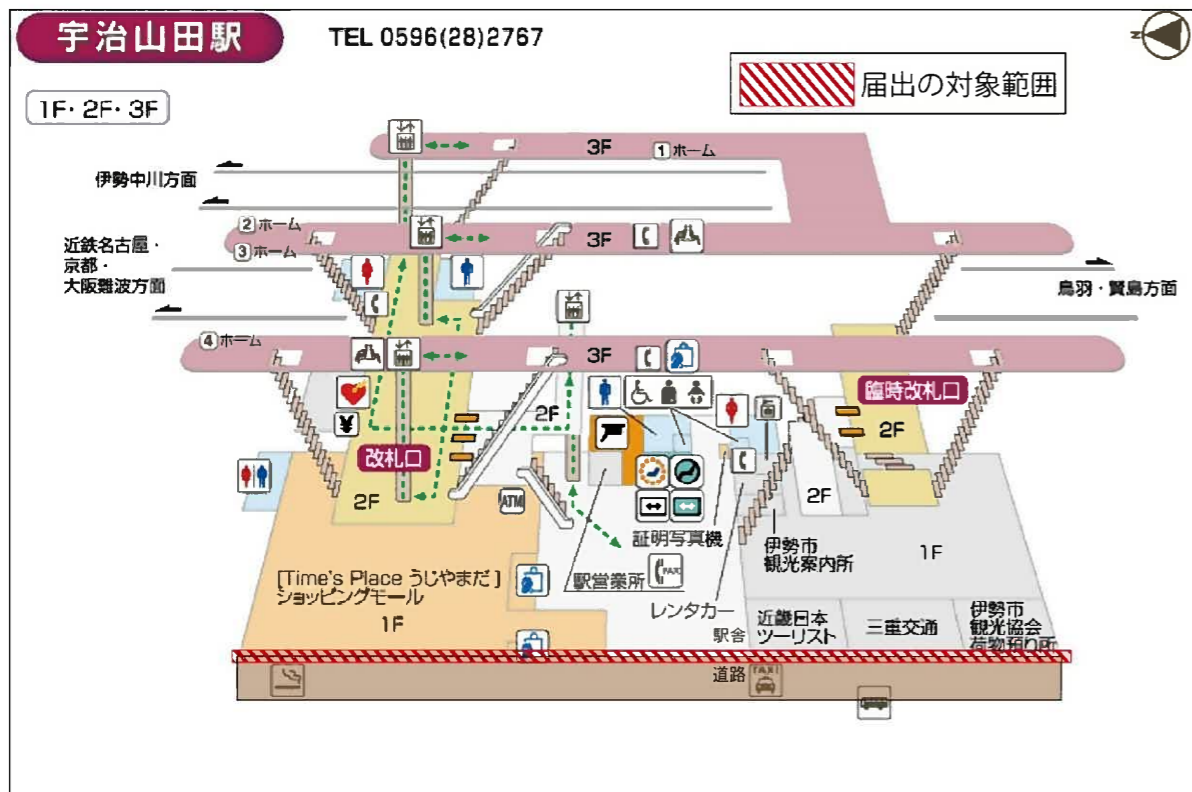 宇治山田駅
TEL 0596(28)2767
N
届出の対象範囲
1F・2F・3F
3F
1 ホーム
伊勢中川方面
2 ホーム
3F
3 ホーム
近鉄名古屋・
京都・
大阪難波方面
鳥羽・賢島方面
4 ホーム
3F
2F
臨時改札口
2F
¥
改札口
2F
ATM
2F
証明写真機
伊勢市
観光案内所
1F
[Time's Place うじやまだ]
ショッピングモール
1F
駅営業所
FAX
レンタカー
駅舎
近畿日本
ツーリスト
三重交通
伊勢市
観光協会
荷物預り所
道路
TAXI